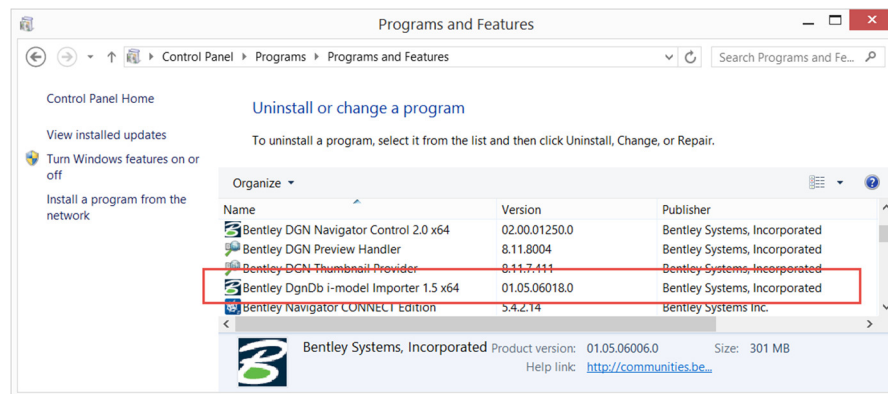 Programs and Features
Control Panel Programs Programs and Features
Search Programs and Fe...
Control Panel Home
View installed updates
Turn Windows features on or
off
Install a program from the
network
Uninstall or change a program
To uninstall a program, select it from the list and then click Uninstall, Change, or Repair.
Organize
Name Version Publisher
Bentley DGN Navigator Control 2.0 x64 02.00.01250.0 Bentley Systems, Incorporated
Bentley DGN Preview Handler 8.11.8004 Bentley Systems, Incorporated
Bentley DGN Thumbnail Provider 8.11.7.411 Bentley Systems, Incorporated
Bentley DgnDb i-model Importer 1.5 x64 01.05.06018.0 Bentley Systems, Incorporated
Bentley Navigator CONNECT Edition 5.4.2.14 Bentley Systems Inc.
Bentley Systems, Incorporated Product version: 01.05.06006.0 Size: 301 MB
Help link: http://communities.be...